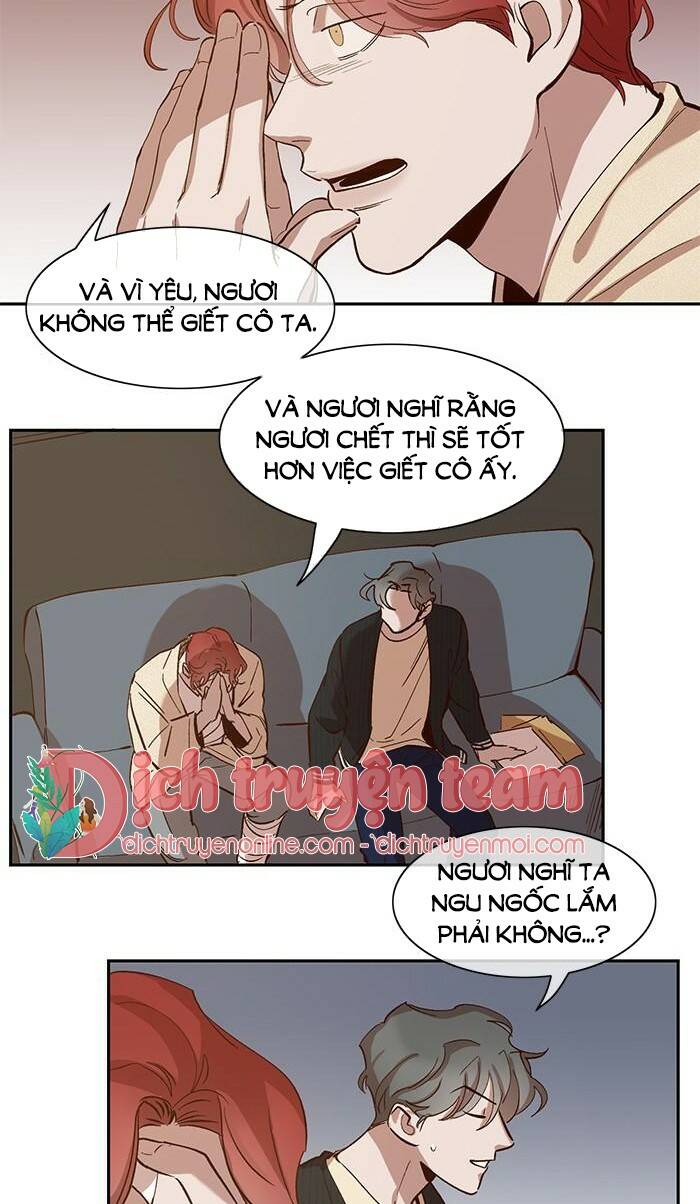 VÀ VÌ YÊU, NGƯƠI
KHÔNG THỂ GIẾT CÔ TA.
VÀ NGƯƠI NGHĨ RẰNG
NGƯƠI CHẾT THÌ SẼ TỐT
HƠN VIỆC GIẾT CÔ ẤY.
Dịch truyện team
dichtruyenonline.com - dichtruyenmoi.com
NGƯƠI NGHĨ TA
NGU NGỐC LẮM
PHẢI KHÔNG...?